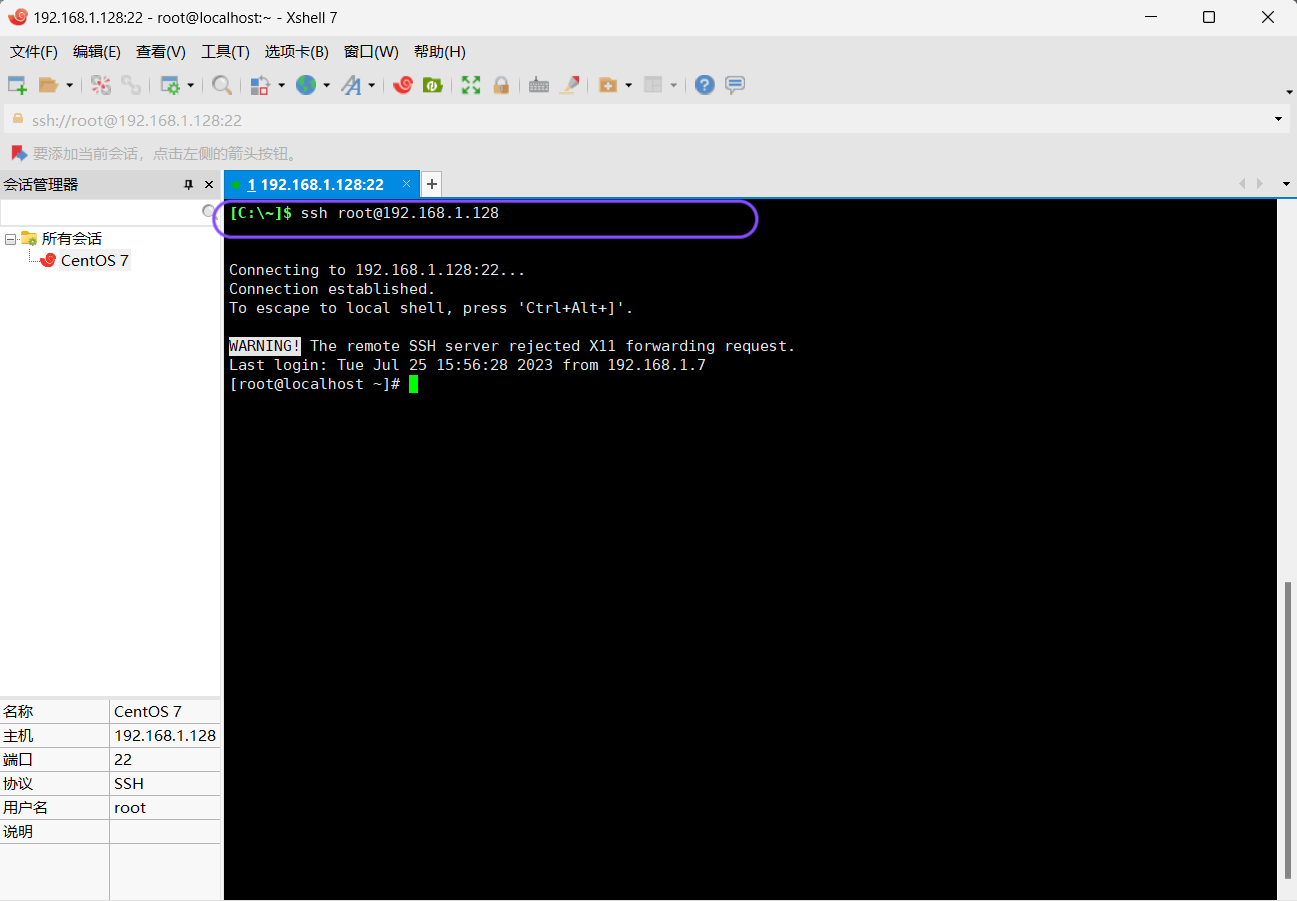 192.168.1.128:22 - root@localhost:~ - Xshell 7
文件(F) 编辑(E) 查看(V) 工具(T) 选项卡(B) 窗口(W) 帮助(H)
ssh://root@192.168.1.128:22
要添加当前会话，点击左侧的箭头按钮。
会话管理器
1 192.168.1.128:22
所有会话
CentOS 7
[C:\~]$ ssh root@192.168.1.128
Connecting to 192.168.1.128:22...
Connection established.
To escape to local shell, press 'Ctrl+Alt+]'.
WARNING! The remote SSH server rejected X11 forwarding request.
Last login: Tue Jul 25 15:56:28 2023 from 192.168.1.7
[root@localhost ~]#
名称 CentOS 7
主机 192.168.1.128
端口 22
协议 SSH
用户名 root
说明